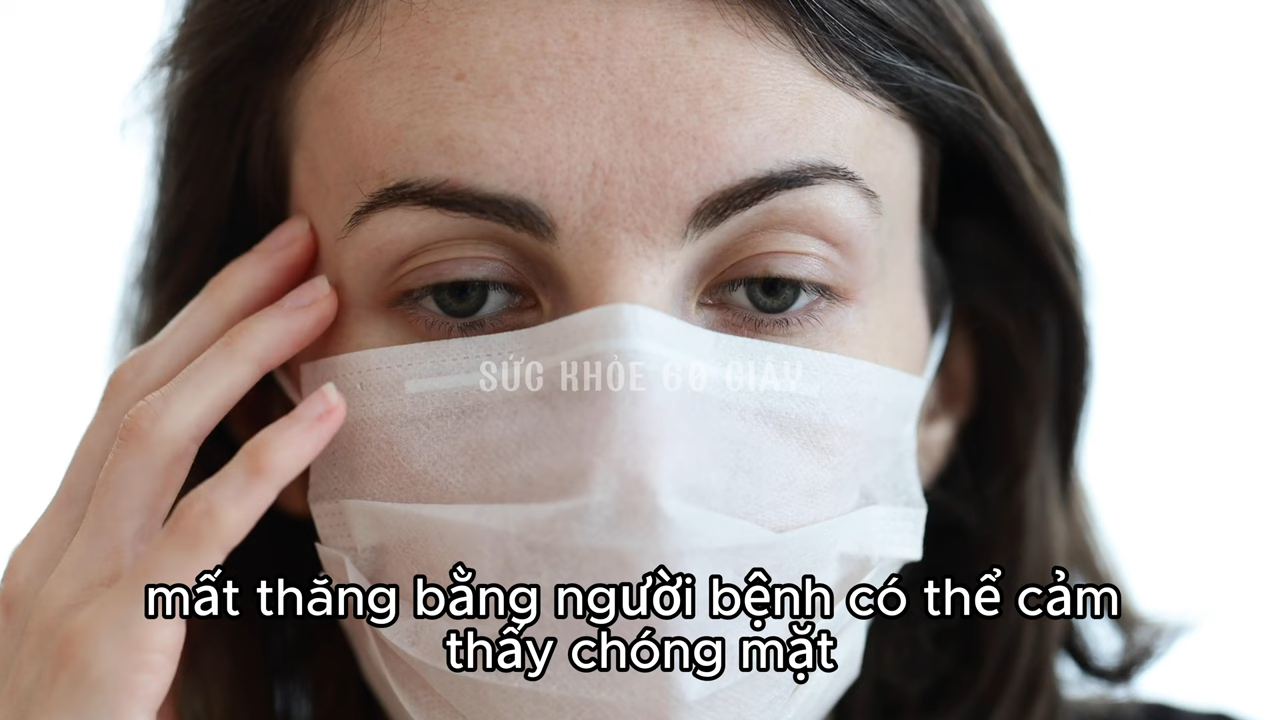 SỨC KHỎE 60 GIÂY
mất thăng bằng người bệnh có thể cảm
thấy chóng mặt